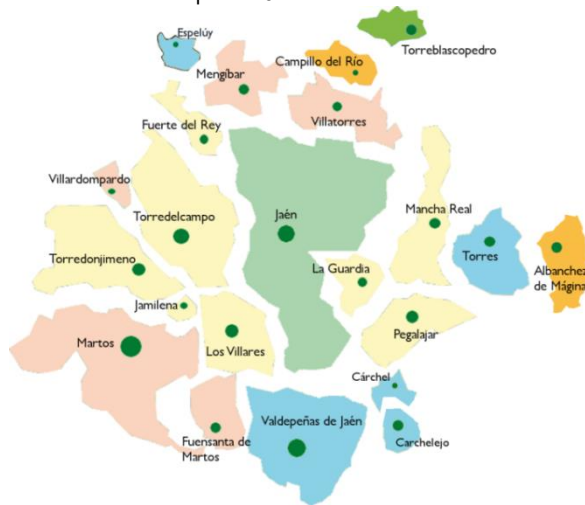 Espelúy
Torreblascopedro
Campillo del Río
Mengíbar
Villatorres
Fuerte del Rey
Villardompardo
Torredelcampo
Jaén
Mancha Real
Torredonjimeno
La Guardia
Torres
Albanchez
de Mágina
Jamilena
Martos
Los Villares
Pegalajar
Cárchel
Valdepeñas de Jaén
Fuensanta de
Martos
Carchelejo